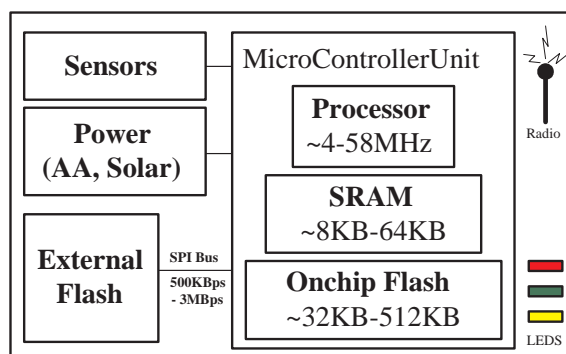 Sensors
Power
(AA, Solar)
External
Flash
SPI Bus
500KBps
- 3MBps
MicroControllerUnit
Processor
~4-58MHz
SRAM
~8KB-64KB
Onchip Flash
~32KB-512KB
Radio
LEDS